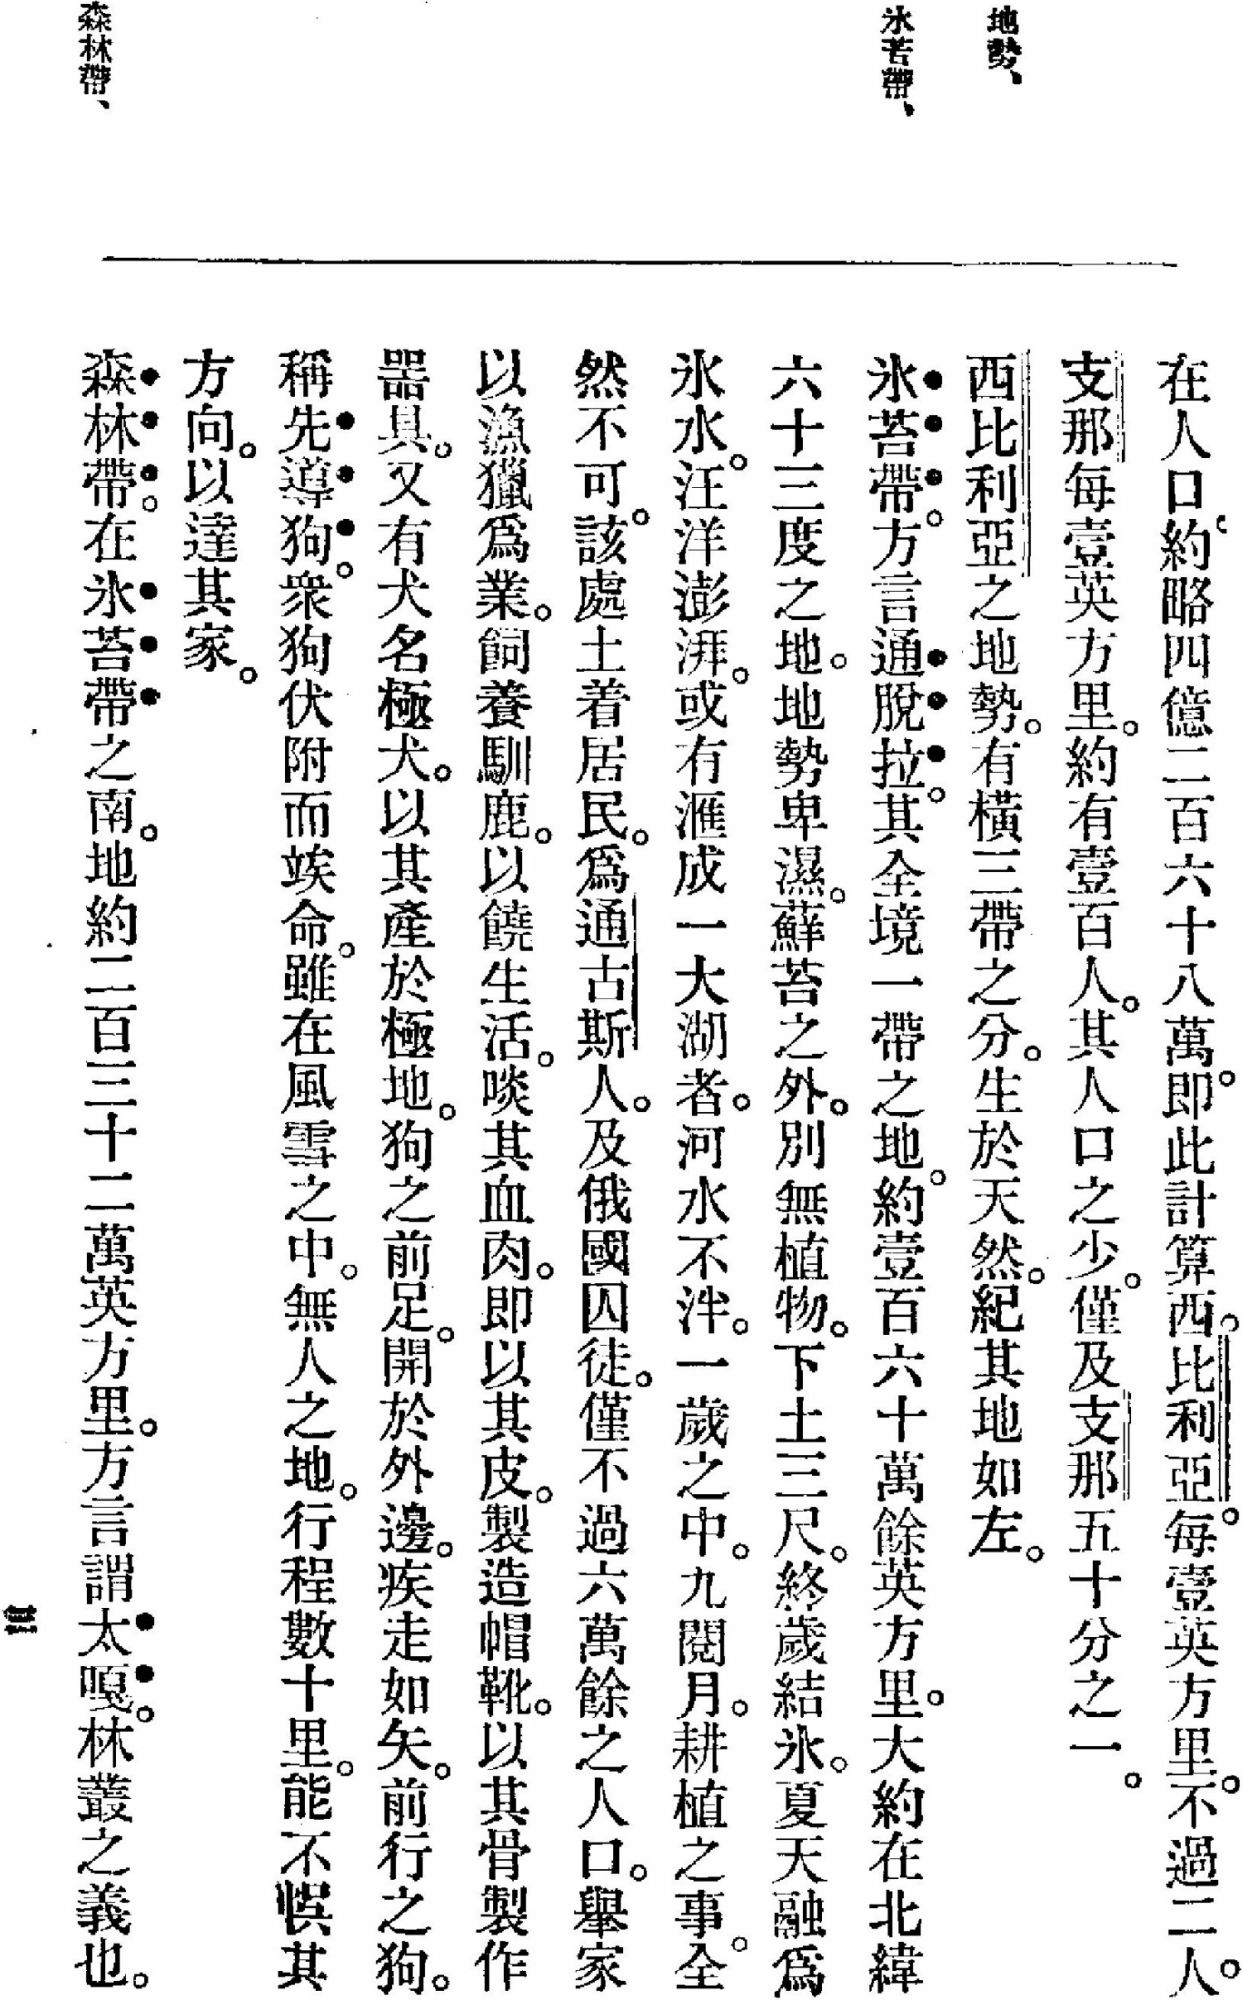 地勢、
氷苔帶、
森林帶、
在人口。約略四億二百六十八萬。即此計算西。比利亞。每壹英方里。不過二人。
支那每壹英方里。約有壹百人。其人口之少。僅及支那五十分之一。
西比利亞之地勢。有橫三帶之分。生於天然。紀其地如左。
氷苔帶。方言通脫拉。其全境一帶之地。約壹百六十萬餘英方里。大約在北緯
六十三度之地。地勢卑濕。蘚苔之外。別無植物。下土三尺。終歲結氷。夏天融爲
氷水。汪洋澎湃。或有滙成一大湖者。河水不泮。一歲之中。九閱月。耕植之事。全
然不可。該處土着居民。爲通古斯人。及俄國囚徒。僅不過六萬餘之人口。舉家
以漁獵爲業。飼養馴鹿。以饒生活。啖其血肉。即以其皮。製造帽靴。以其骨製作
器具。又有犬名極犬。以其產於極地。狗之前足。開於外邊。疾走如矢。前行之狗。
稱先導狗。衆狗伏附而竢命。雖在風雪之中。無人之地。行程數十里。能不悞其
方向。以達其家。
森林帶。在氷苔帶之南。地約二百三十二萬英方里。方言謂太嘎。林叢之義也。
三